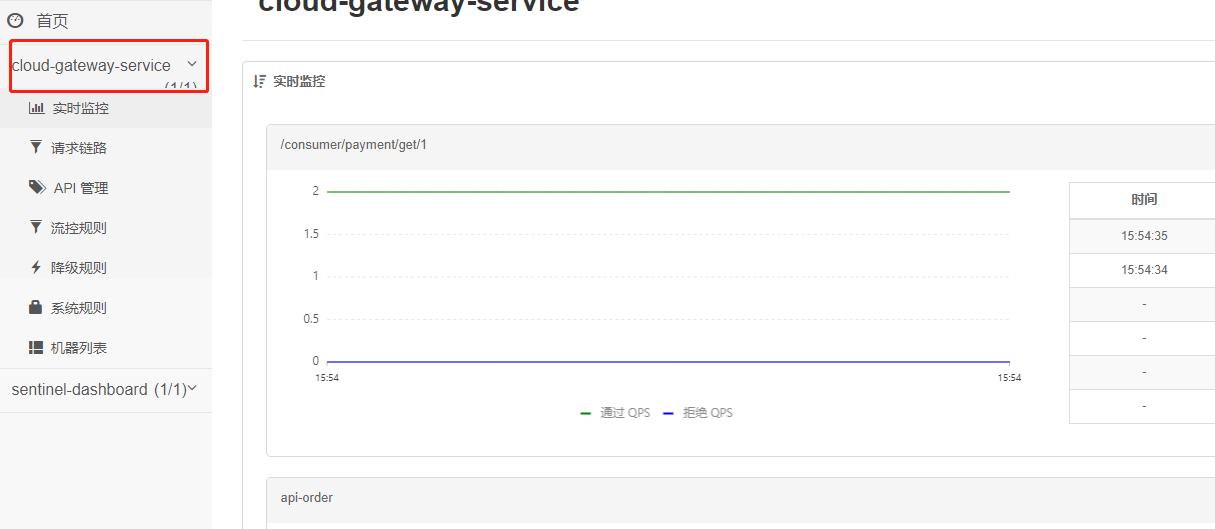 首页
cloud-gateway-service
(1/1)
实时监控
请求链路
API 管理
流控规则
降级规则
系统规则
机器列表
sentinel-dashboard (1/1)
cloud-gateway-service
实时监控
/consumer/payment/get/1
2
1.5
1
0.5
0
15:54
15:54
通过 QPS 拒绝 QPS
时间
15:54:35
15:54:34
-
-
-
-
api-order